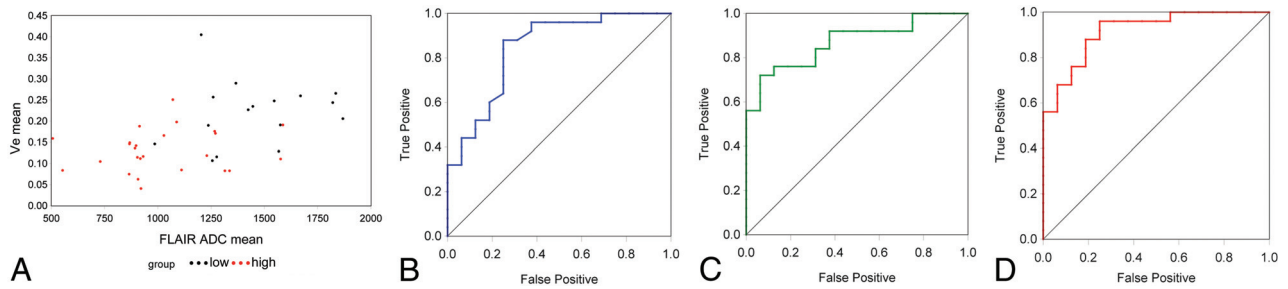 0.45
0.40
0.35
0.30
0.25
0.20
0.15
0.10
0.05
0.00
Ve mean
500 750 1000 1250 1500 1750 2000
FLAIR ADC mean
group low high
A
1.0
0.8
0.6
0.4
0.2
0.0
True Positive
0.0 0.2 0.4 0.6 0.8 1.0
False Positive
B
1.0
0.8
0.6
0.4
0.2
0.0
True Positive
0.0 0.2 0.4 0.6 0.8 1.0
False Positive
C
1.0
0.8
0.6
0.4
0.2
0.0
True Positive
0.0 0.2 0.4 0.6 0.8 1.0
False Positive
D